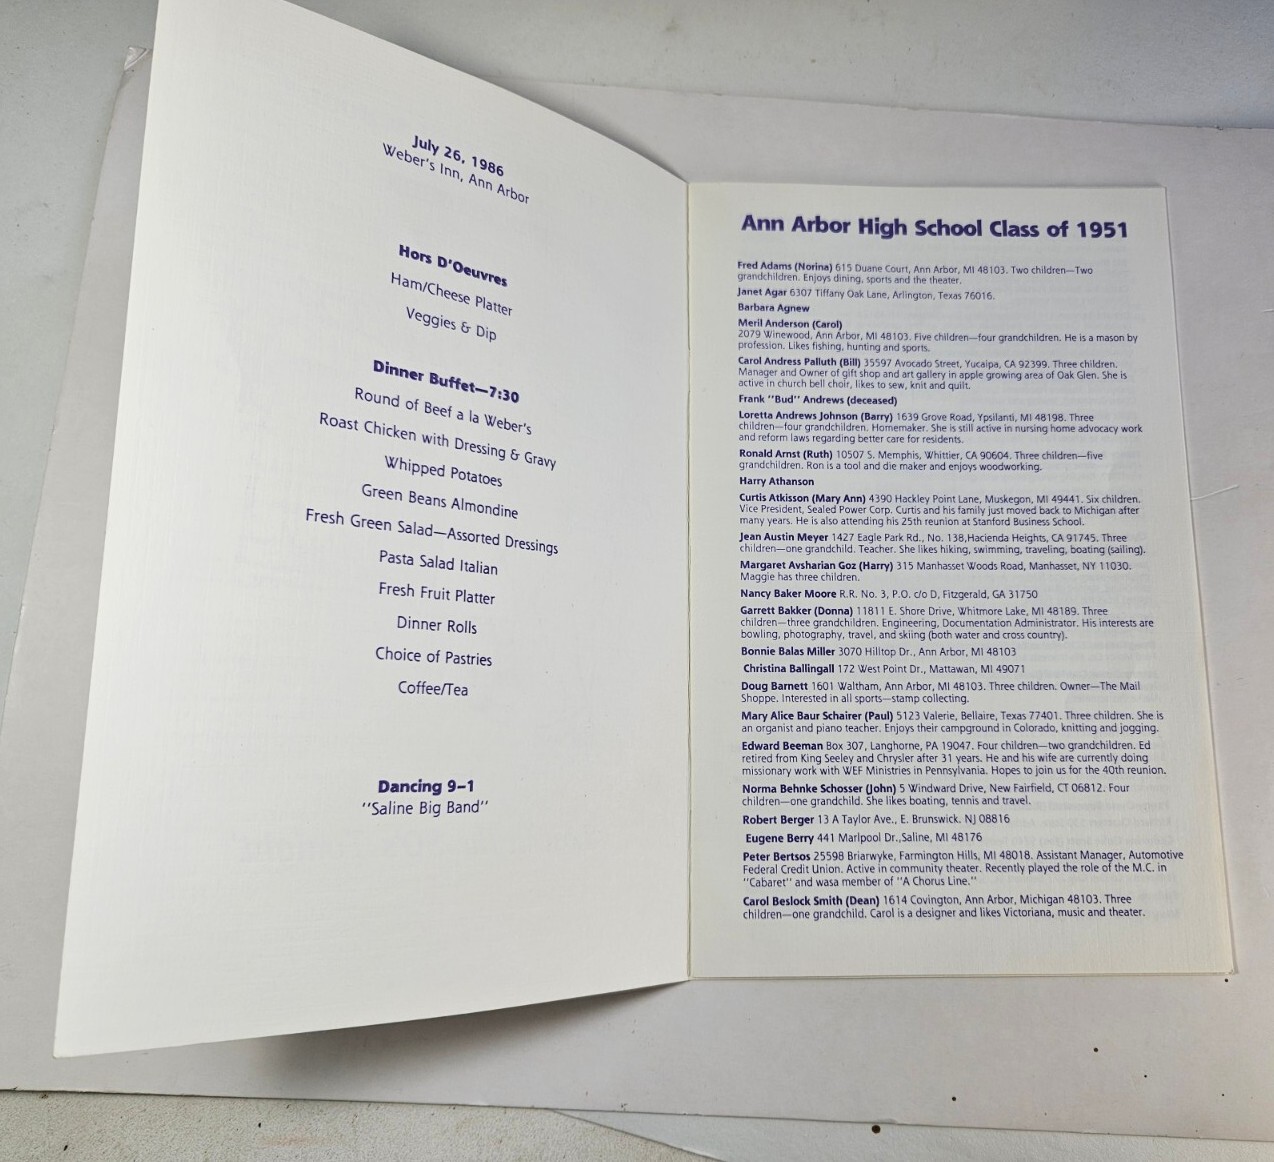 July 26, 1986
Weber's Inn, Ann Arbor
Hors D'Oeuvres
Ham/Cheese Platter
Veggies & Dip
Dinner Buffet—7:30
Round of Beef a la Weber's
Roast Chicken with Dressing & Gravy
Whipped Potatoes
Green Beans Almondine
Fresh Green Salad—Assorted Dressings
Pasta Salad Italian
Fresh Fruit Platter
Dinner Rolls
Choice of Pastries
Coffee/Tea
Dancing 9–1
"Saline Big Band"
Ann Arbor High School Class of 1951
Fred Adams (Norina) 615 Duane Court, Ann Arbor, MI 48103. Two children—Two
grandchildren. Enjoys dining, sports and the theater.
Janet Agar 6307 Tiffany Oak Lane, Arlington, Texas 76016.
Barbara Agnew
Meril Anderson (Carol)
2079 Winewood, Ann Arbor, MI 48103. Five children—four grandchildren. He is a mason by
profession. Likes fishing, hunting and sports.
Carol Andress Palluth (Bill) 35597 Avocado Street, Yucaipa, CA 92399. Three children.
Manager and Owner of gift shop and art gallery in apple growing area of Oak Glen. She is
active in church bell choir, likes to sew, knit and quilt.
Frank "Bud" Andrews (deceased)
Loretta Andrews Johnson (Barry) 1639 Grove Road, Ypsilanti, MI 48198. Three
children—four grandchildren. Homemaker. She is still active in nursing home advocacy work
and reform laws regarding better care for residents.
Ronald Arnst (Ruth) 10507 S. Memphis, Whittier, CA 90604. Three children—five
grandchildren. Ron is a tool and die maker and enjoys woodworking.
Harry Athanson
Curtis Atkisson (Mary Ann) 4390 Hackley Point Lane, Muskegon, MI 49441. Six children.
Vice President, Sealed Power Corp. Curtis and his family just moved back to Michigan after
many years. He is also attending his 25th reunion at Stanford Business School.
Jean Austin Meyer 1427 Eagle Park Rd., No. 138,Hacienda Heights, CA 91745. Three
children—one grandchild. Teacher. She likes hiking, swimming, traveling, boating (sailing).
Margaret Avsharian Goz (Harry) 315 Manhasset Woods Road, Manhasset, NY 11030.
Maggie has three children.
Nancy Baker Moore R.R. No. 3, P.O. c/o D, Fitzgerald, GA 31750
Garrett Bakker (Donna) 11811 E. Shore Drive, Whitmore Lake, MI 48189. Three
children—three grandchildren. Engineering, Documentation Administrator. His interests are
bowling, photography, travel, and skiing (both water and cross country).
Bonnie Balas Miller 3070 Hilltop Dr., Ann Arbor, MI 48103
Christina Ballingall 172 West Point Dr., Mattawan, MI 49071
Doug Barnett 1601 Waltham, Ann Arbor, MI 48103. Three children. Owner—The Mail
Shoppe. Interested in all sports—stamp collecting.
Mary Alice Baur Schairer (Paul) 5123 Valerie, Bellaire, Texas 77401. Three children. She is
an organist and piano teacher. Enjoys their campground in Colorado, knitting and jogging.
Edward Beeman Box 307, Langhorne, PA 19047. Four children—two grandchildren. Ed
retired from King Seeley and Chrysler after 31 years. He and his wife are currently doing
missionary work with WEF Ministries in Pennsylvania. Hopes to join us for the 40th reunion.
Norma Behnke Schosser (John) 5 Windward Drive, New Fairfield, CT 06812. Four
children—one grandchild. She likes boating, tennis and travel.
Robert Berger 13 A Taylor Ave., E. Brunswick. NJ 08816
Eugene Berry 441 Marlpool Dr.,Saline, MI 48176
Peter Bertsos 25598 Briarwyke, Farmington Hills, MI 48018. Assistant Manager, Automotive
Federal Credit Union. Active in community theater. Recently played the role of the M.C. in
"Cabaret" and wasa member of "A Chorus Line."
Carol Beslock Smith (Dean) 1614 Covington, Ann Arbor, Michigan 48103. Three
children—one grandchild. Carol is a designer and likes Victoriana, music and theater.